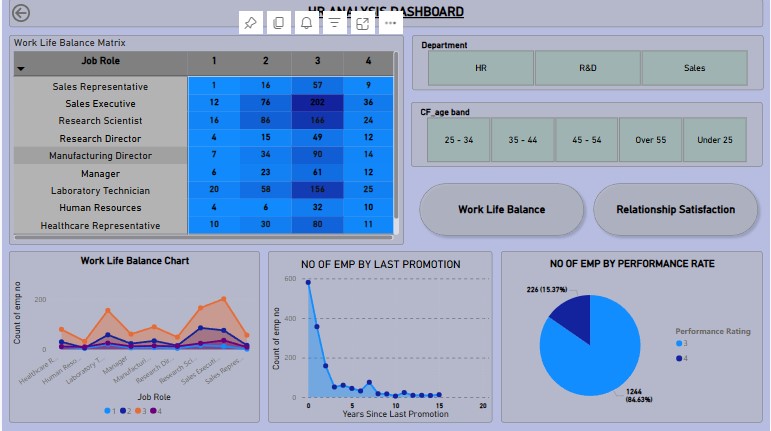 HR ANALYSIS DASHBOARD
Work Life Balance Matrix
Job Role 1 2 3 4
Sales Representative 1 16 57 9
Sales Executive 12 76 202 36
Research Scientist 16 86 166 24
Research Director 4 15 49 12
Manufacturing Director 7 34 90 14
Manager 6 23 61 12
Laboratory Technician 20 58 156 25
Human Resources 4 6 32 10
Healthcare Representative 10 30 80 11
Department
HR R&D Sales
CF_age band
25 - 34 35 - 44 45 - 54 Over 55 Under 25
Work Life Balance Relationship Satisfaction
Work Life Balance Chart
Count of emp no
200
0
Healthcare R... Human Reso... Laboratory T... Manager Manufacturi... Research Dir... Research Sci... Sales Executi... Sales Repres...
Job Role
1 2 3 4
NO OF EMP BY LAST PROMOTION
Count of emp no
600
400
200
0
0 5 10 15 20
Years Since Last Promotion
NO OF EMP BY PERFORMANCE RATE
226 (15.37%)
1244
(84.63%)
Performance Rating
3
4